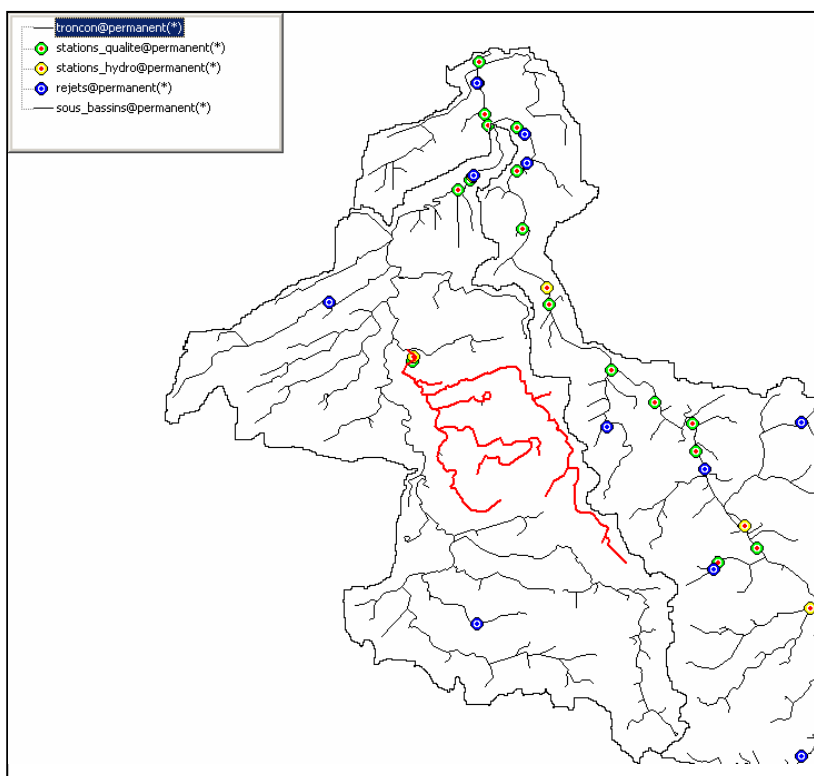 troncon@permanent(*)
stations_qualite@permanent(*)
stations_hydro@permanent(*)
rejets@permanent(*)
sous_bassins@permanent(*)